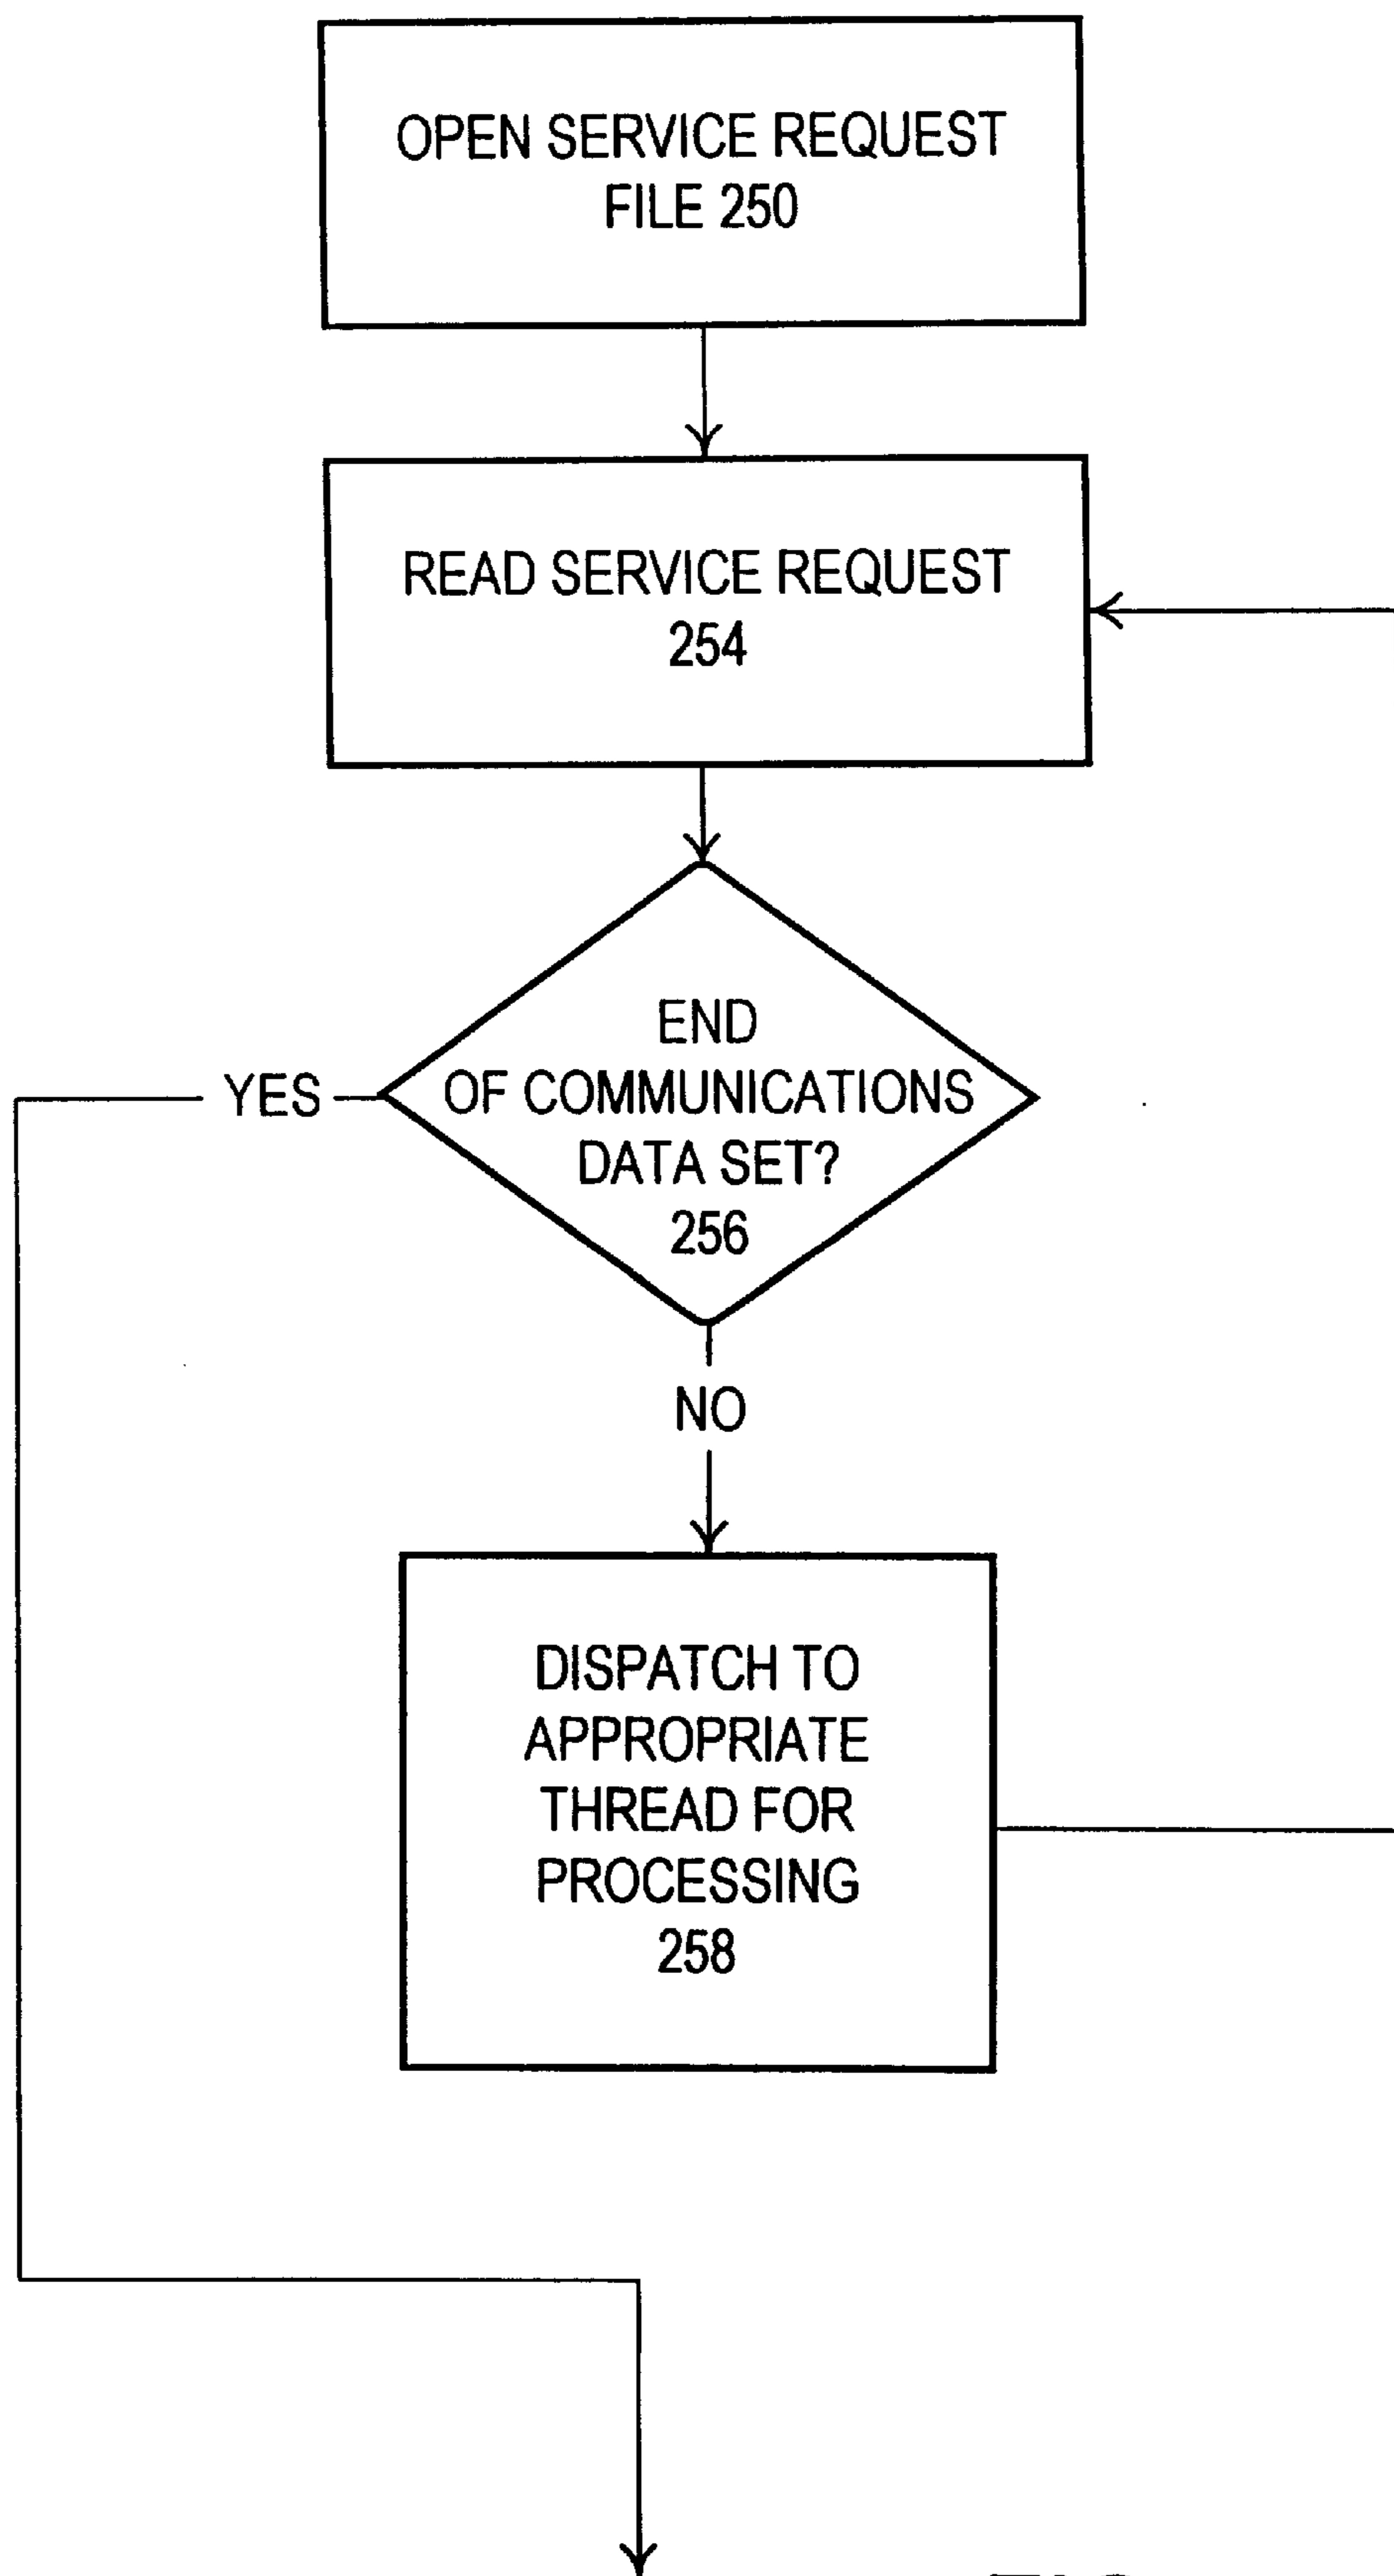 OPEN SERVICE REQUEST
FILE 250
READ SERVICE REQUEST
254
END
OF COMMUNICATIONS
DATA SET?
256
YES
NO
DISPATCH TO
APPROPRIATE
THREAD FOR
PROCESSING
258